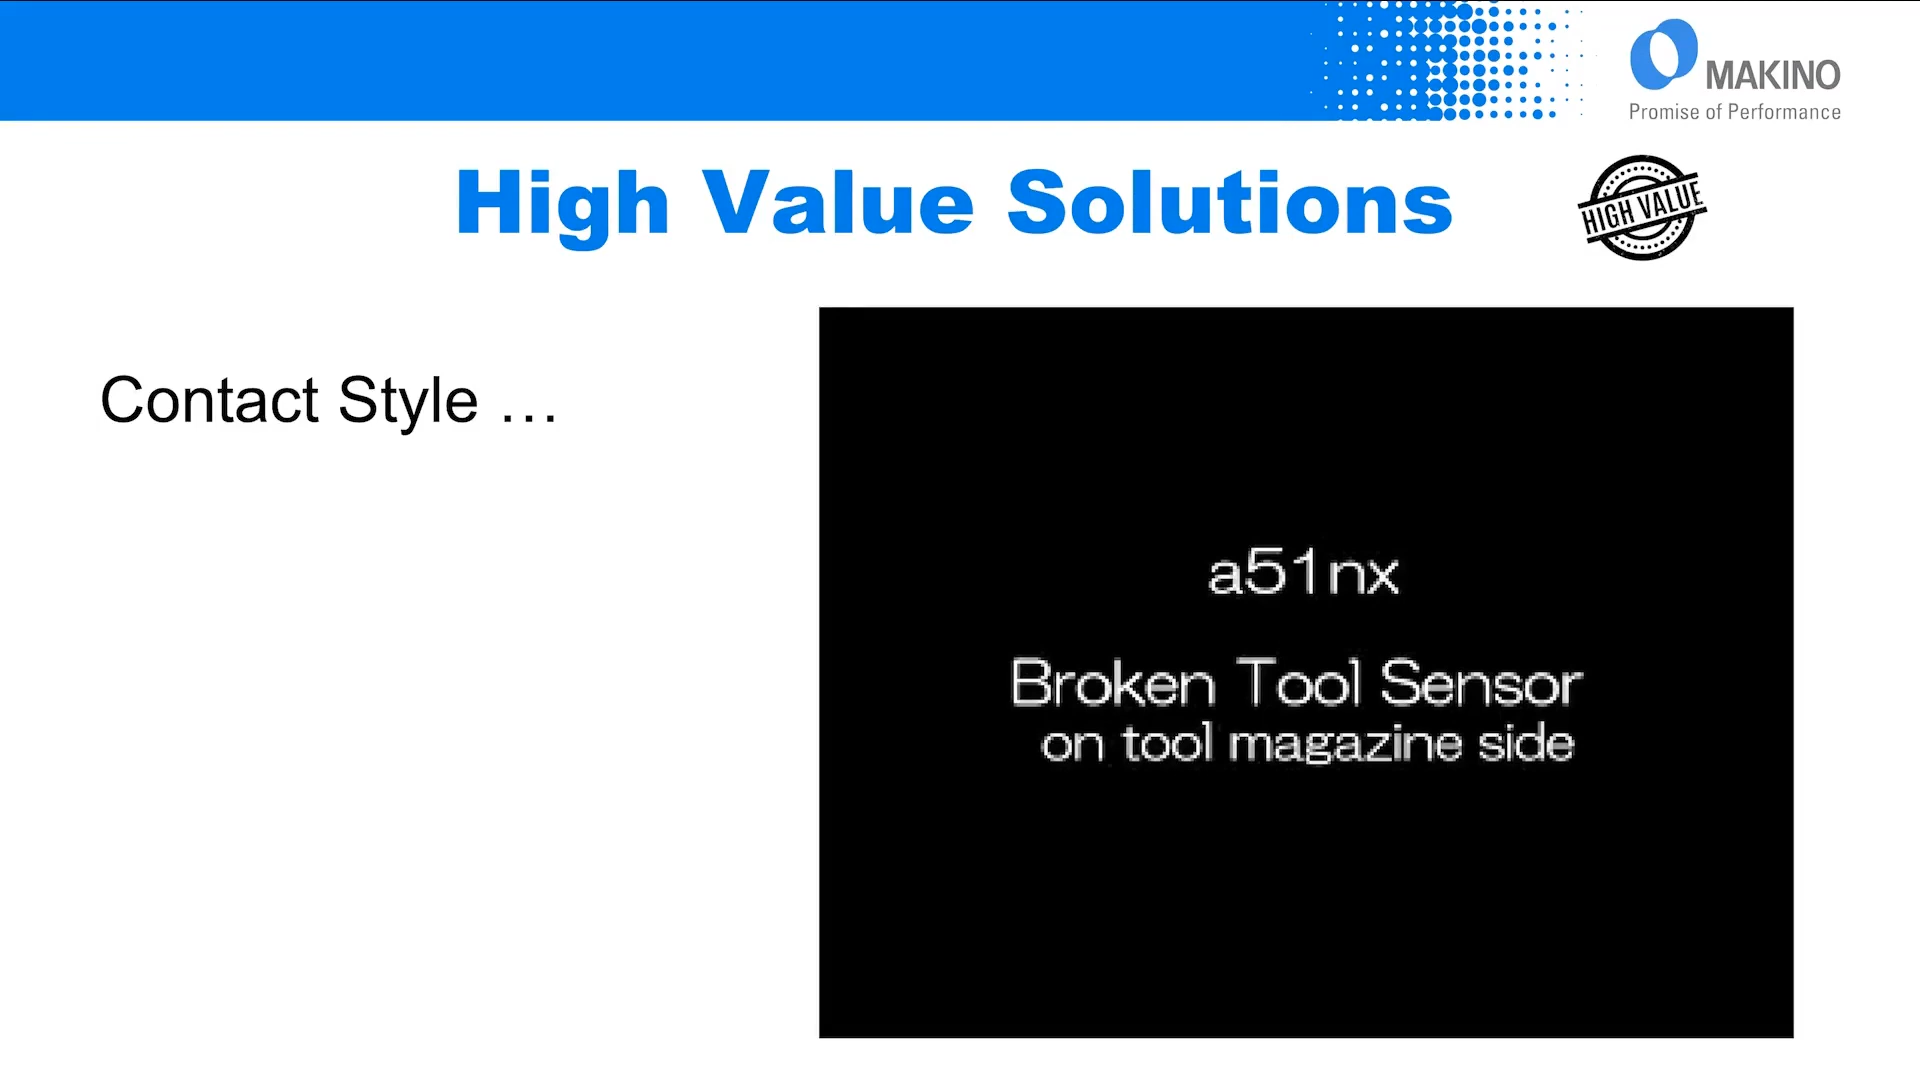 MAKINO
Promise of Performance
High Value Solutions
HIGH VALUE
Contact Style …
a51nx
Broken Tool Sensor
on tool magazine side